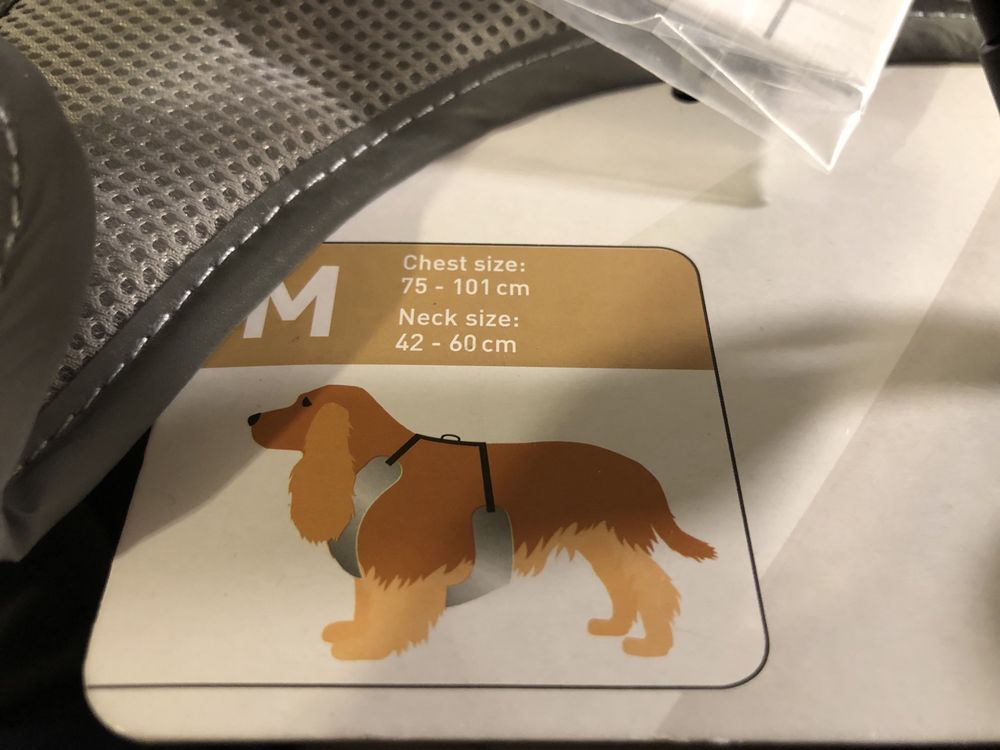 M
Chest size:
75 - 101 cm
Neck size:
42 - 60 cm